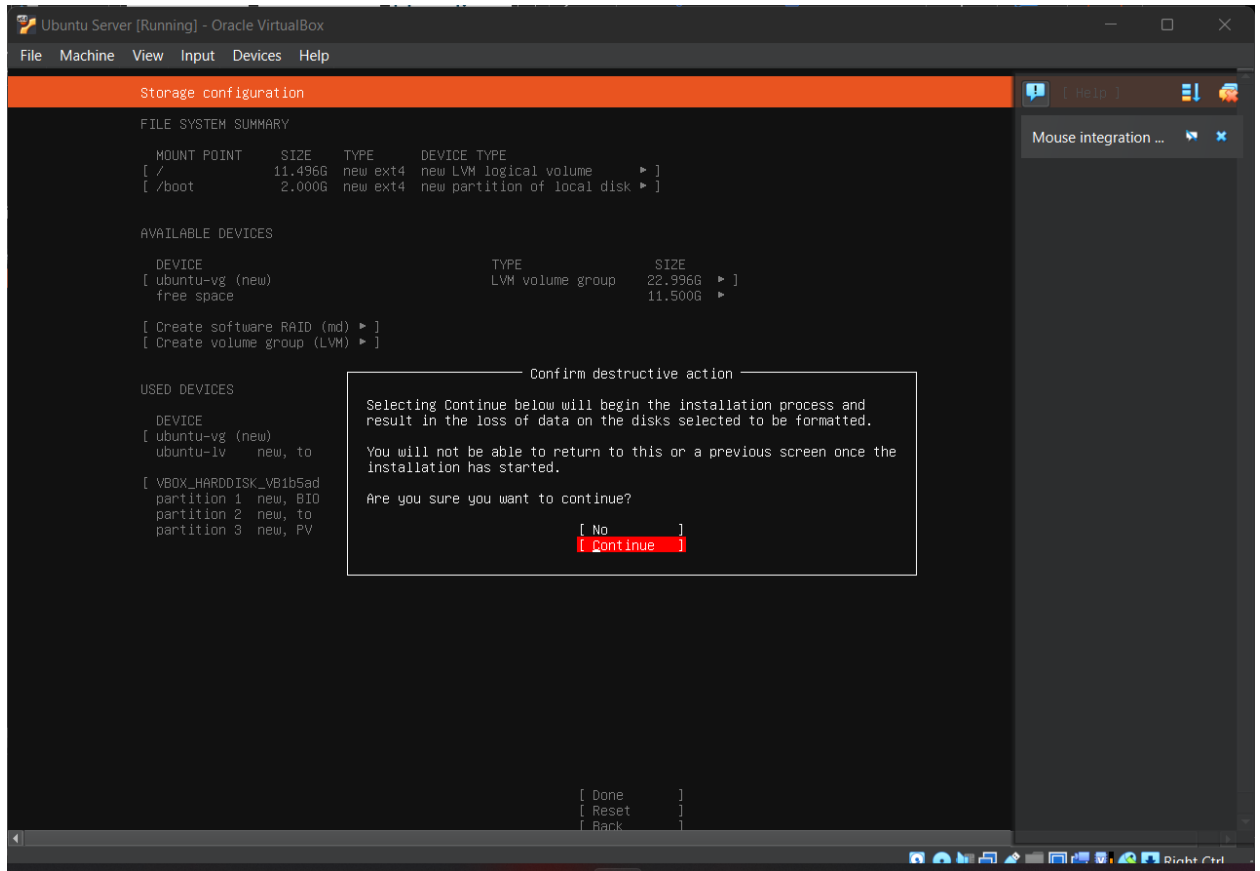 Ubuntu Server [Running] - Oracle VirtualBox
File Machine View Input Devices Help
Storage configuration
[ Help ]
Mouse integration ...
FILE SYSTEM SUMMARY
MOUNT POINT SIZE TYPE DEVICE TYPE
[ / 11.496G new ext4 new LVM logical volume ▸ ]
[ /boot 2.000G new ext4 new partition of local disk ▸ ]
AVAILABLE DEVICES
DEVICE TYPE SIZE
[ ubuntu-vg (new) LVM volume group 22.996G ▸ ]
free space 11.500G ▸
[ Create software RAID (md) ▸ ]
[ Create volume group (LVM) ▸ ]
USED DEVICES
DEVICE
[ ubuntu-vg (new)
ubuntu-lv new, to
[ VBOX_HARDDISK_VB1b5ad
partition 1 new, BIO
partition 2 new, to
partition 3 new, PV
Confirm destructive action
Selecting Continue below will begin the installation process and
result in the loss of data on the disks selected to be formatted.
You will not be able to return to this or a previous screen once the
installation has started.
Are you sure you want to continue?
[ No ]
[ Continue ]
[ Done ]
[ Reset ]
[ Back ]
Right Ctrl